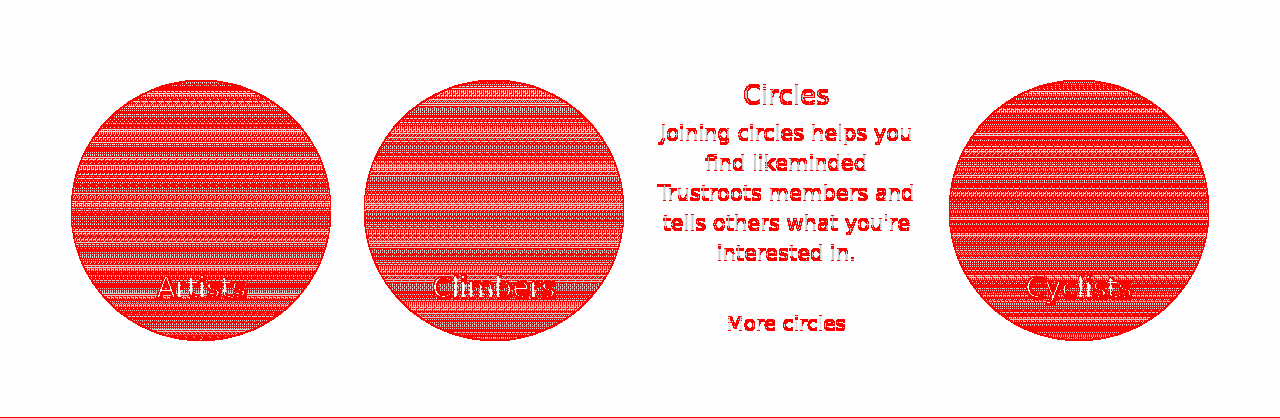 Artists
Climbers
Circles
Joining circles helps you
find likeminded
Trustroots members and
tells others what you're
interested in.
More circles
Cyclists